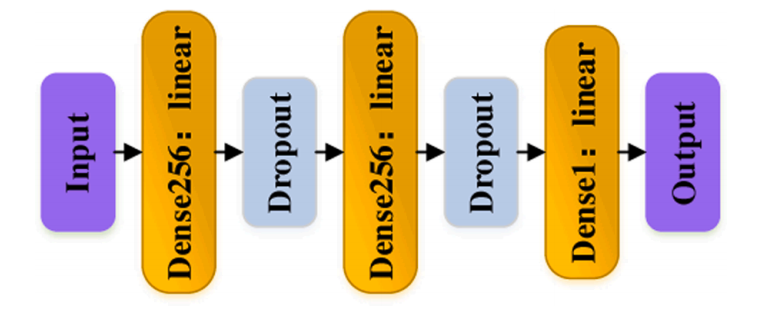 Input
Dense256: linear
Dropout
Dense256: linear
Dropout
Dense1: linear
Output